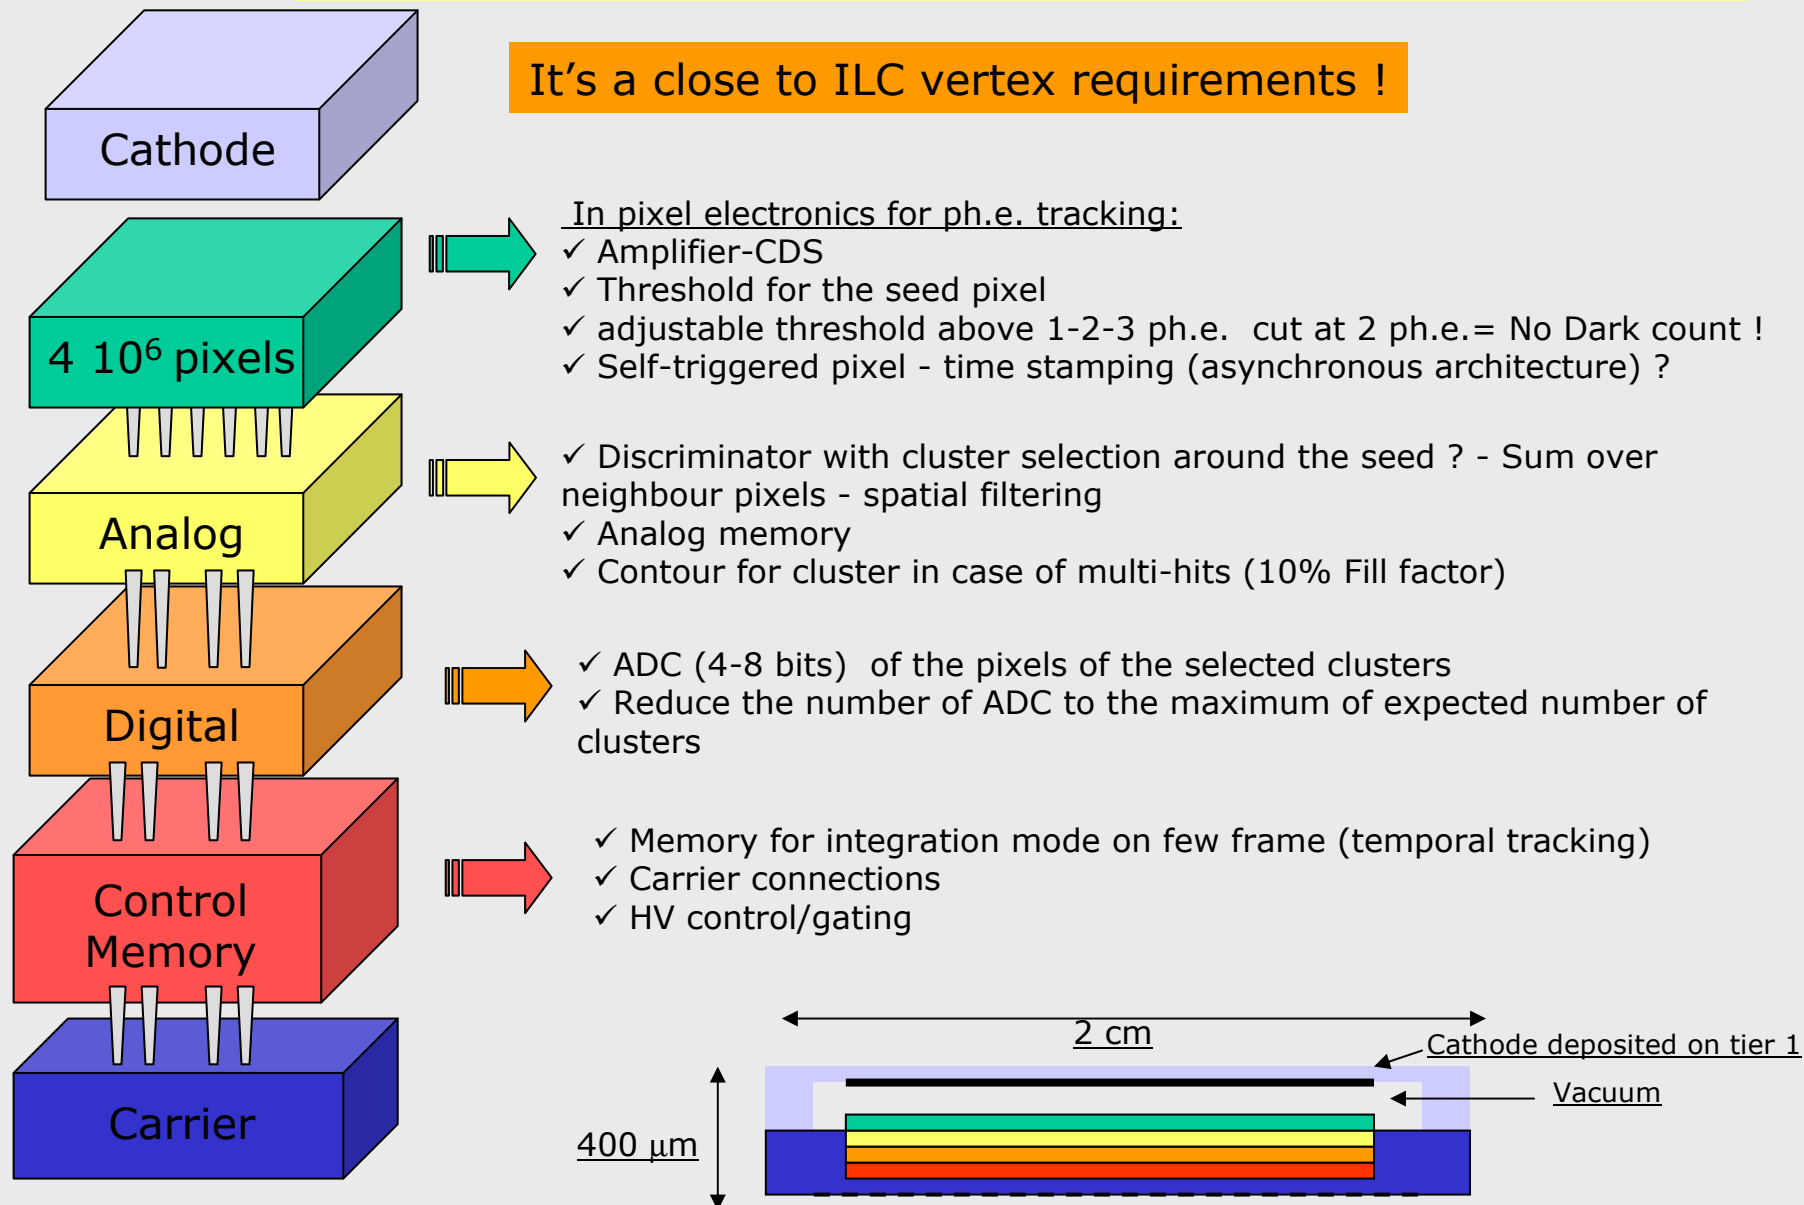 It's a close to ILC vertex requirements !
Cathode
In pixel electronics for ph.e. tracking:
✓ Amplifier-CDS
✓ Threshold for the seed pixel
✓ adjustable threshold above 1-2-3 ph.e. cut at 2 ph.e.= No Dark count !
✓ Self-triggered pixel - time stamping (asynchronous architecture) ?
4 10⁶ pixels
✓ Discriminator with cluster selection around the seed ? - Sum over
neighbour pixels - spatial filtering
✓ Analog memory
✓ Contour for cluster in case of multi-hits (10% Fill factor)
Analog
✓ ADC (4-8 bits) of the pixels of the selected clusters
✓ Reduce the number of ADC to the maximum of expected number of
clusters
Digital
✓ Memory for integration mode on few frame (temporal tracking)
✓ Carrier connections
✓ HV control/gating
Control
Memory
Carrier
2 cm
Cathode deposited on tier 1
Vacuum
400 μm